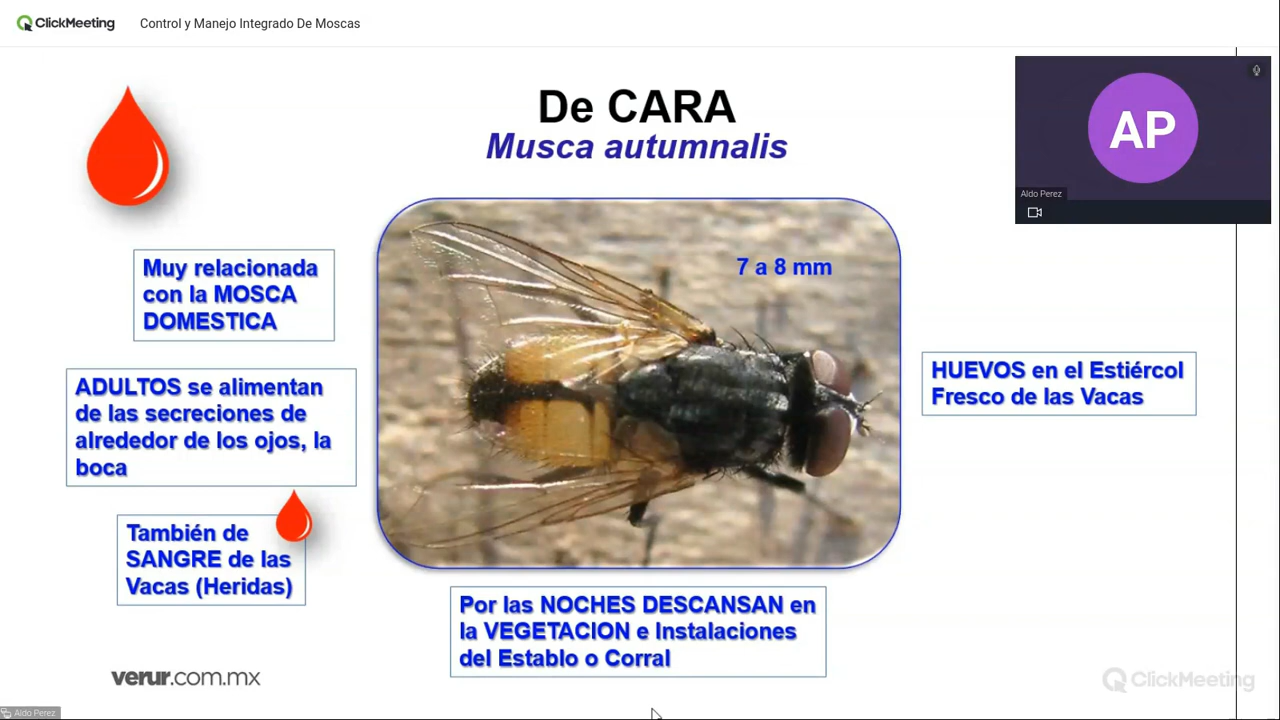 ClickMeeting
Control y Manejo Integrado De Moscas
De CARA
Musca autumnalis
AP
Aldo Perez
7 a 8 mm
Muy relacionada
con la MOSCA
DOMESTICA
ADULTOS se alimentan
de las secreciones de
alrededor de los ojos, la
boca
También de
SANGRE de las
Vacas (Heridas)
HUEVOS en el Estiércol
Fresco de las Vacas
Por las NOCHES DESCANSAN en
la VEGETACION e Instalaciones
del Establo o Corral
verur.com.mx
ClickMeeting
Aldo Perez